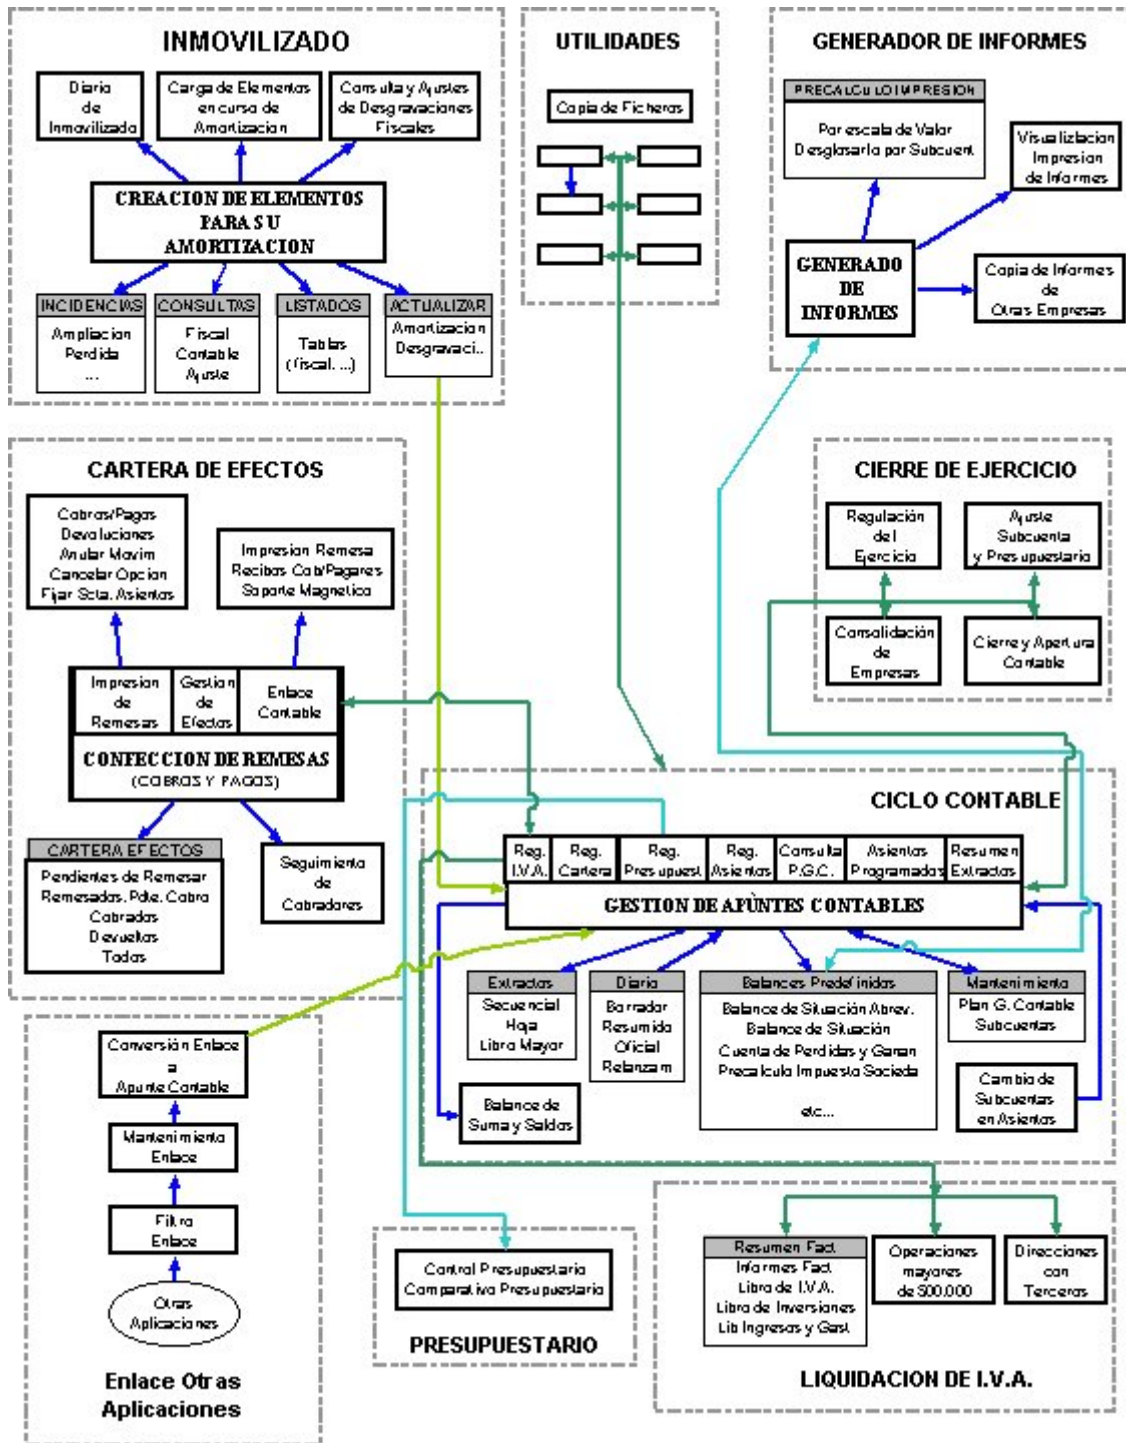 INMOVILIZADO
Diario
de
Inmovilizado
Carga de Elementos
en curso de
Amortizacion
Consulta y Ajustes
de Desgravaciones
Fiscales
CREACION DE ELEMENTOS
PARA SU
AMORTIZACION
INCIDENCIAS
Ampliacion
Perdida
...
CONSULTAS
Fiscal
Contable
Ajuste
LISTADOS
Tablas
(fiscal, ...)
ACTUALIZAR
Amortizacion
Desgravaci..
UTILIDADES
Copia de Ficheros
GENERADOR DE INFORMES
PRECALCULO IMPRESION
Por escala de Valor
Desglosarlo por Subcuent
Visualiztacion
Impresion
de Informes
GENERADO
DE
INFORMES
Copia de Informes
de
Otras Empresas
CARTERA DE EFECTOS
Cobros/Pagos
Devoluciones
Anular Movim
Cancelar Opcion
Fijar Scta. Asientos
Impresion Remesa
Recibos Cob/Pagares
Soporte Magnetico
Impresion
de
Remesas
Gestion
de
Efectos
Enlace
Contable
CONFECCION DE REMESAS
(COBROS Y PAGOS)
CARTERA EFECTOS
Pendientes de Remesar
Remesados. Pdte. Cobro
Cobrados
Devueltos
Todos
Seguimiento
de
Cobradores
CIERRE DE EJERCICIO
Regulación
del
Ejercicio
Ajuste
Subcuenta
y Presupuestario
Consolidación
de
Empresas
Cierre y Apertura
Contable
CICLO CONTABLE
Reg.
I.V.A.
Reg.
Cartera
Reg.
Presupuest
Reg.
Asientos
Consulta
P.G.C.
Asientos
Programados
Resumen
Extractos
GESTION DE APÙNTES CONTABLES
Extractos
Secuencial
Hoja
Libro Mayor
Diario
Borrador
Resumido
Oficial
Relanzam
Balances Predefinidos
Balance de Situación Abrev.
Balance de Situación
Cuenta de Perdidas y Ganan
Precalculo Impuesto Socieda
etc...
Mantenimiento
Plan G. Contable
Subcuentas
Balance de
Suma y Saldos
Cambio de
Subcuentas
en Asientos
Conversión Enlace
a
Apunte Contable
Mantenimiento
Enlace
Filtro
Enlace
Otras
Aplicaciones
Enlace Otras
Aplicaciones
Control Presupuestario
Comparativo Presupuestario
PRESUPUESTARIO
Resumen Fact
Informes Fact
Libro de I.V.A.
Libro de Inversiones
Lib Ingresos y Gast
Operaciones
mayores
de 500.000
Direcciones
con
Terceros
LIQUIDACION DE I.V.A.